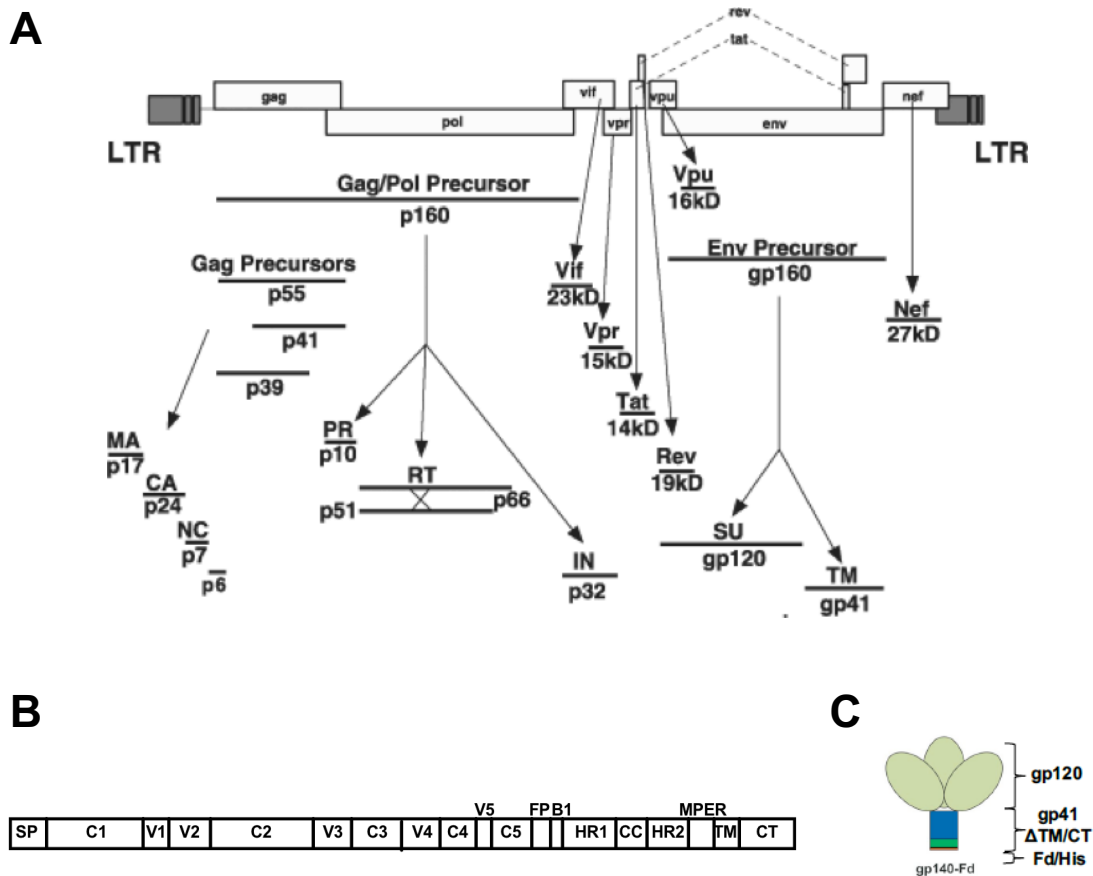 A
rev
tat
gag
vif
vpu
nef
pol
vpr
env
LTR
LTR
Gag/Pol Precursor
p160
Vpu
16kD
Gag Precursors
p55
p41
p39
Vif
23kD
Env Precursor
gp160
Nef
27kD
Vpr
15kD
Tat
14kD
Rev
19kD
MA
p17
CA
p24
NC
p7
p6
PR
p10
RT
p66
p51
IN
p32
SU
gp120
TM
gp41
B
V5 FP B1 MPER
SP C1 V1 V2 C2 V3 C3 V4 C4 C5 HR1 CC HR2 TM CT
C
gp120
gp41
ΔTM/CT
Fd/His
gp140-Fd